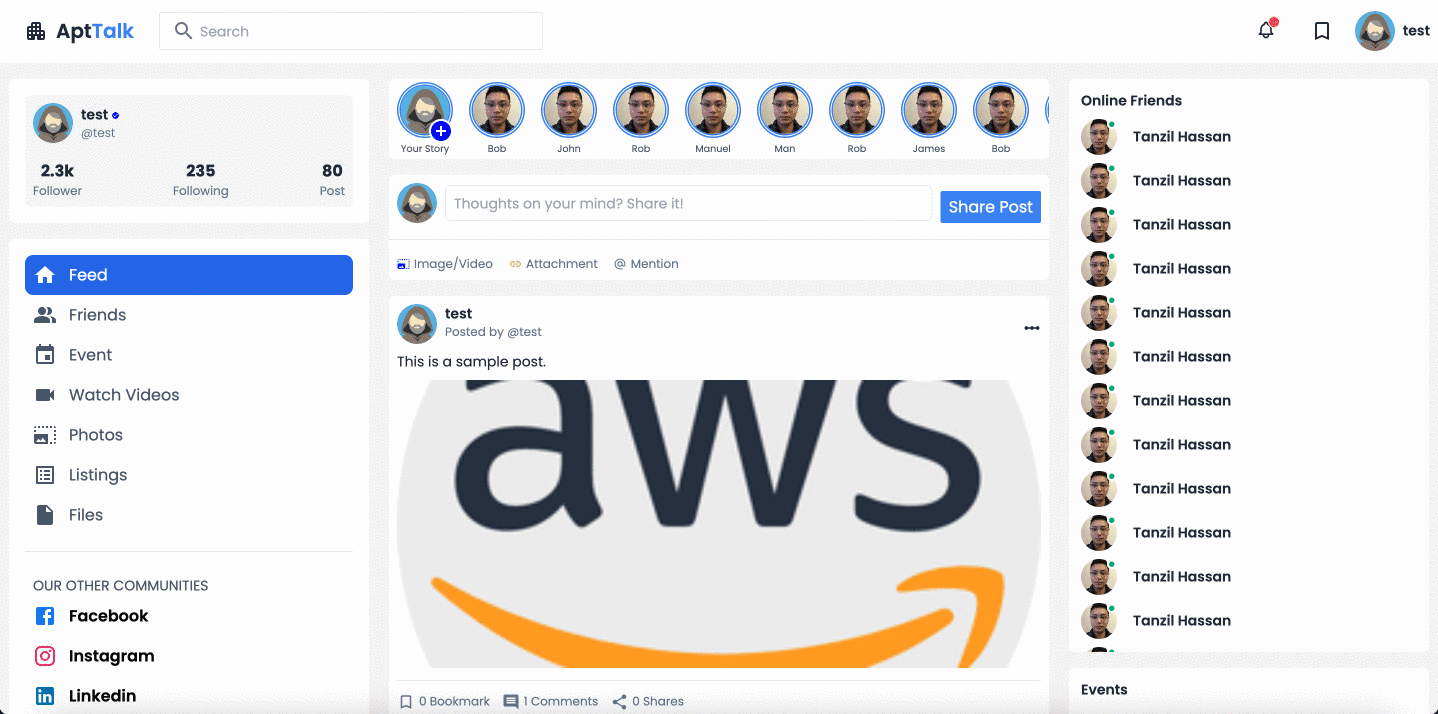 AptTalk
Search
test
test
@test
2.3k
235
80
Follower
Following
Post
Feed
Friends
Event
Watch Videos
Photos
Listings
Files
OUR OTHER COMMUNITIES
Facebook
Instagram
Linkedin
Your Story
Bob
John
Rob
Manuel
Man
Rob
James
Bob
Thoughts on your mind? Share it!
Share Post
Image/Video
Attachment
Mention
test
Posted by @test
This is a sample post.
aws
0 Bookmark
1 Comments
0 Shares
Online Friends
Tanzil Hassan
Tanzil Hassan
Tanzil Hassan
Tanzil Hassan
Tanzil Hassan
Tanzil Hassan
Tanzil Hassan
Tanzil Hassan
Tanzil Hassan
Tanzil Hassan
Tanzil Hassan
Tanzil Hassan
Events